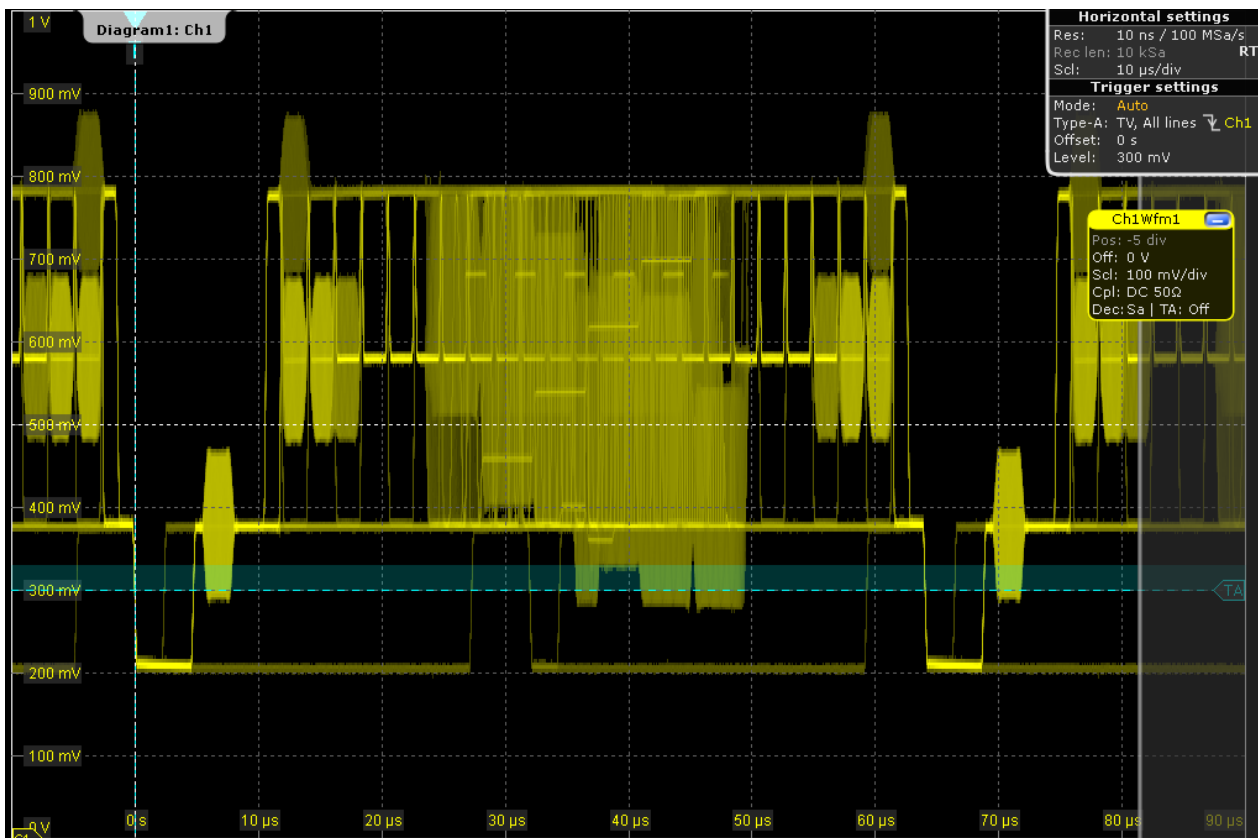 1 V
Diagram1: Ch1
T
Horizontal settings
Res: 10 ns / 100 MSa/s
Rec len: 10 kSa RT
Scl: 10 µs/div
Trigger settings
Mode: Auto
Type-A: TV, All lines Ch1
Offset: 0 s
Level: 300 mV
900 mV
800 mV
Ch1Wfm1
Pos: -5 div
Off: 0 V
Scl: 100 mV/div
Cpl: DC 50Ω
Dec: Sa | TA: Off
700 mV
600 mV
500 mV
400 mV
300 mV
TA
200 mV
100 mV
0 V
0 s
10 µs
20 µs
30 µs
40 µs
50 µs
60 µs
70 µs
80 µs
90 µs
C1